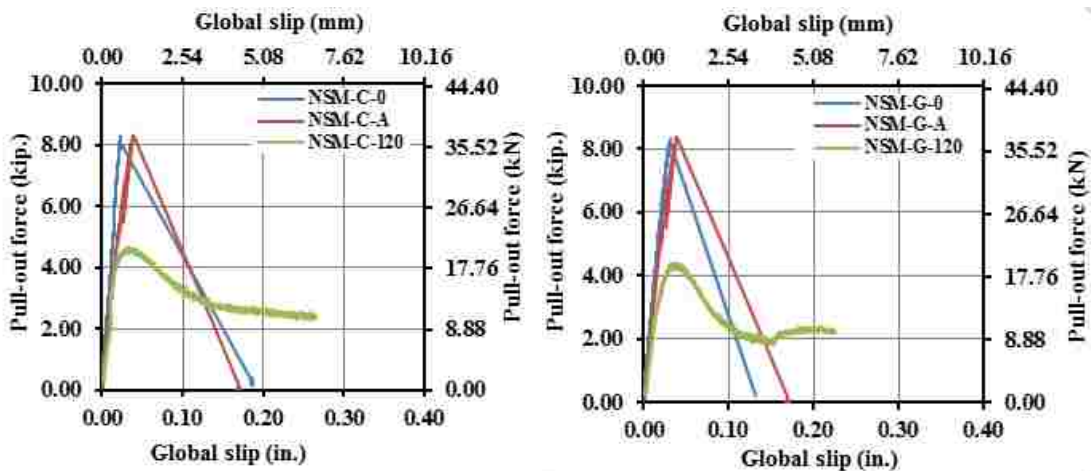 Global slip (mm)
0.00 2.54 5.08 7.62 10.16
10.00
8.00
6.00
4.00
2.00
0.00
Pull-out force (kip.)
NSM-C-0
NSM-C-A
NSM-C-120
44.40
35.52
26.64
17.76
8.88
0.00
Pull-out force (kN)
0.00 0.10 0.20 0.30 0.40
Global slip (in.)
Global slip (mm)
0.00 2.54 5.08 7.62 10.16
10.00
8.00
6.00
4.00
2.00
0.00
Pull-out force (kip.)
NSM-G-0
NSM-G-A
NSM-G-120
44.40
35.52
26.64
17.76
8.88
0.00
Pull-out force (kN)
0.00 0.10 0.20 0.30 0.40
Global slip (in.)